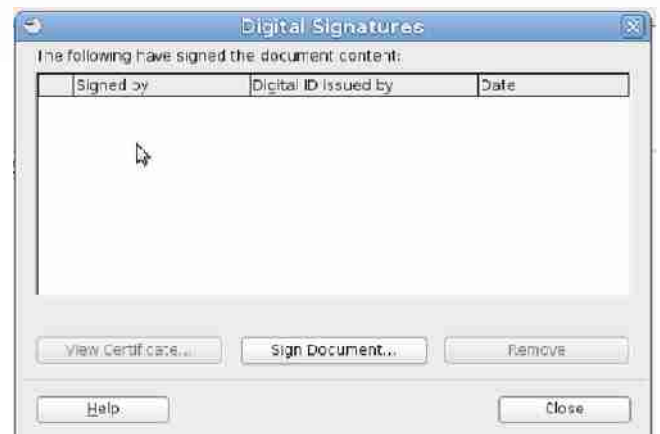 Digital Signatures
The following have signed the document content:
Signed by Digital ID issued by Date
View Certificate... Sign Document... Remove
Help Close